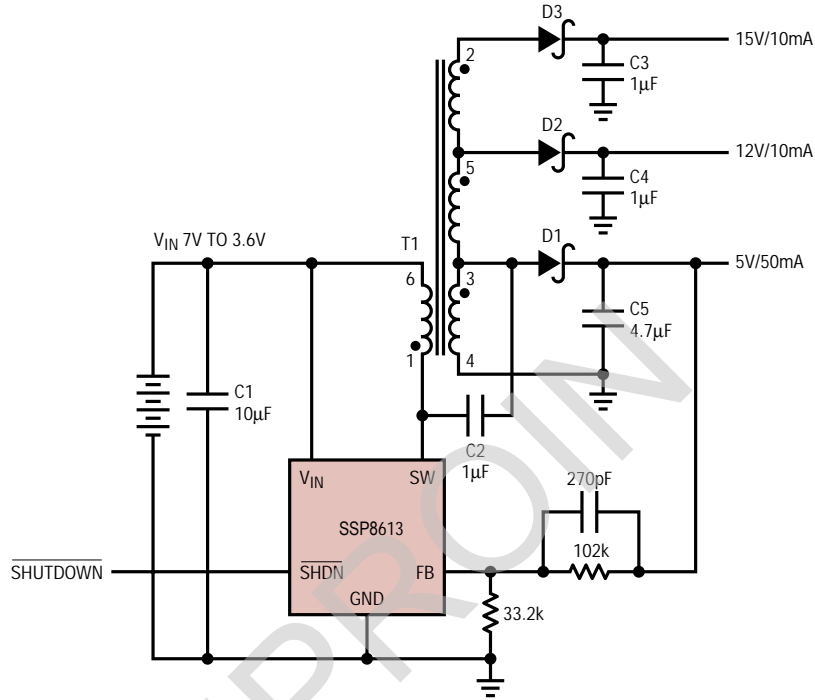 D3
15V/10mA
2
C3
1µF
D2
12V/10mA
5
C4
1µF
VIN 7V TO 3.6V
T1
D1
5V/50mA
6
3
C5
4.7µF
1
4
C1
10µF
C2
1µF
VIN
SW
270pF
SSP8613
102k
SHUTDOWN
SHDN
FB
GND
33.2k
PROIN